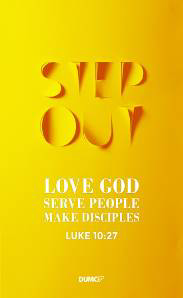 STEP
OUT
LOVE GOD
SERVE PEOPLE
MAKE DISCIPLES
LUKE 10:27
DUMC